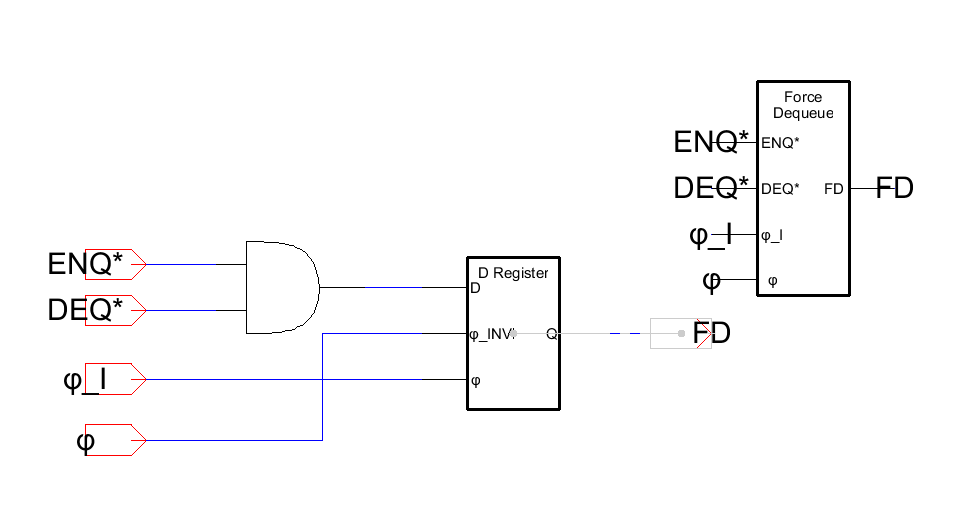 Force
Dequeue
ENQ*
ENQ*
DEQ*
DEQ*
FD
FD
φ_I
φ_I
φ
φ
ENQ*
DEQ*
φ_I
φ
D Register
D
φ_INV
Q
φ
FD